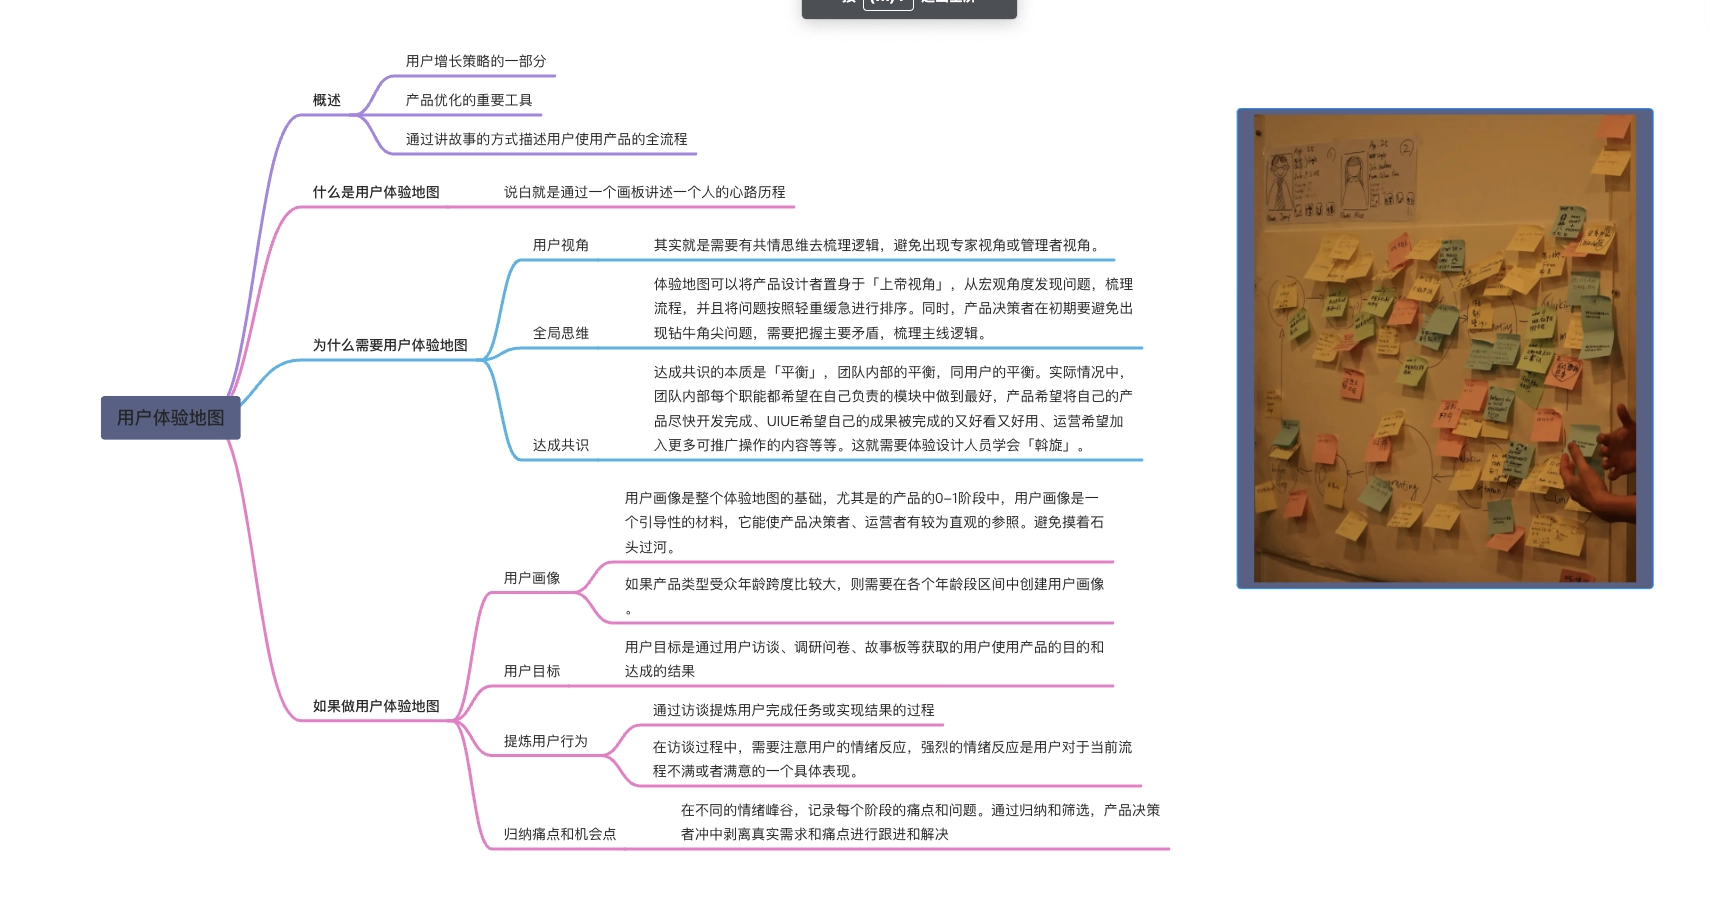 用户增长策略的一部分
概述
产品优化的重要工具
通过讲故事的方式描述用户使用产品的全流程
什么是用户体验地图
说白就是通过一个画板讲述一个人的心路历程
用户视角
其实就是需要有共情思维去梳理逻辑，避免出现专家视角或管理者视角。
体验地图可以将产品设计者置身于「上帝视角」，从宏观角度发现问题，梳理
流程，并且将问题按照轻重缓急进行排序。同时，产品决策者在初期要避免出
全局思维
现钻牛角尖问题，需要把握主要矛盾，梳理主线逻辑。
为什么需要用户体验地图
达成共识的本质是「平衡」，团队内部的平衡，同用户的平衡。实际情况中，
团队内部每个职能都希望在自己负责的模块中做到最好，产品希望将自己的产
品尽快开发完成、UIUE希望自己的成果被完成的又好看又好用、运营希望加
达成共识
入更多可推广操作的内容等等。这就需要体验设计人员学会「斡旋」。
用户体验地图
用户画像是整个体验地图的基础，尤其是的产品的0-1阶段中，用户画像是一
个引导性的材料，它能使产品决策者、运营者有较为直观的参照。避免摸着石
头过河。
用户画像
如果产品类型受众年龄跨度比较大，则需要在各个年龄段区间中创建用户画像
。
用户目标是通过用户访谈、调研问卷、故事板等获取的用户使用产品的目的和
用户目标
达成的结果
如果做用户体验地图
通过访谈提炼用户完成任务或实现结果的过程
提炼用户行为
在访谈过程中，需要注意用户的情绪反应，强烈的情绪反应是用户对于当前流
程不满或者满意的一个具体表现。
在不同的情绪峰谷，记录每个阶段的痛点和问题。通过归纳和筛选，产品决策
归纳痛点和机会点
者冲中剥离真实需求和痛点进行跟进和解决